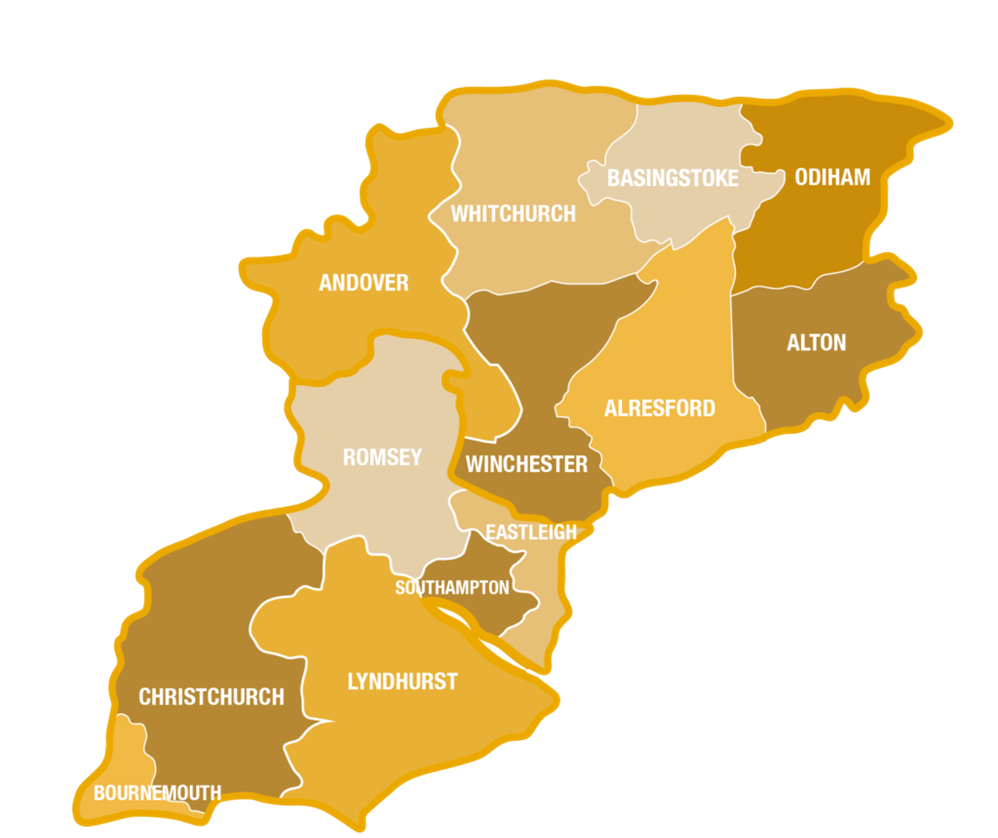 BASINGSTOKE
ODIHAM
WHITCHURCH
ANDOVER
ALTON
ALRESFORD
ROMSEY
WINCHESTER
EASTLEIGH
SOUTHAMPTON
LYNDHURST
CHRISTCHURCH
BOURNEMOUTH